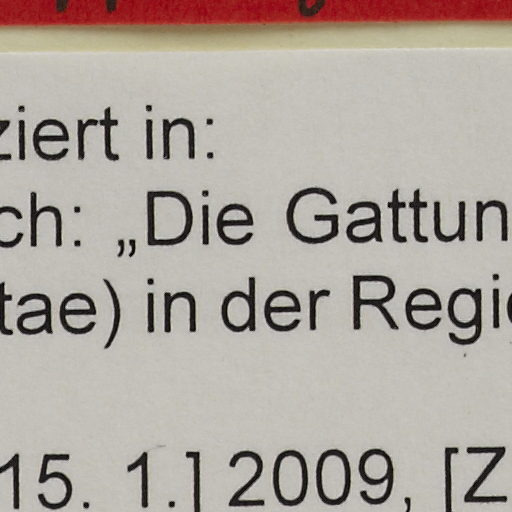 ziert in:
ch: „Die Gattun
tae) in der Regi
15. 1.] 2009, [Z